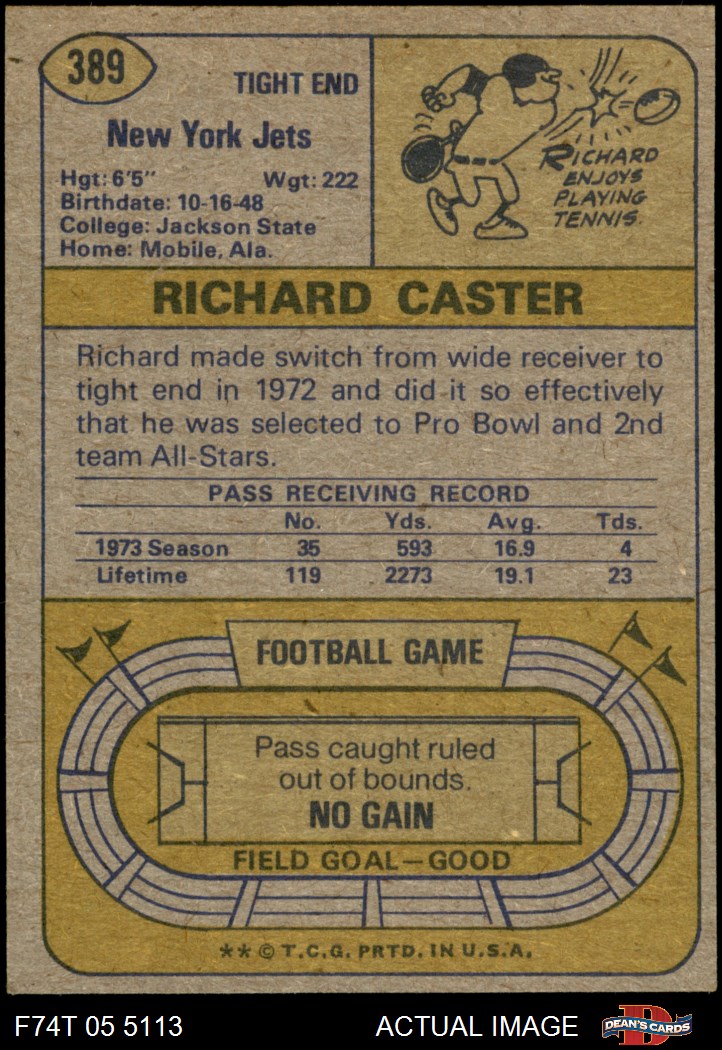 389
TIGHT END
New York Jets
Hgt: 6'5" Wgt: 222
Birthdate: 10-16-48
College: Jackson State
Home: Mobile, Ala.
RICHARD
ENJOYS
PLAYING
TENNIS.
RICHARD CASTER
Richard made switch from wide receiver to
tight end in 1972 and did it so effectively
that he was selected to Pro Bowl and 2nd
team All-Stars.
PASS RECEIVING RECORD
No. Yds. Avg. Tds.
1973 Season 35 593 16.9 4
Lifetime 119 2273 19.1 23
FOOTBALL GAME
Pass caught ruled
out of bounds.
NO GAIN
FIELD GOAL—GOOD
** © T.C.G. PRTD. IN U.S.A.
F74T 05 5113 ACTUAL IMAGE D DEAN'S CARDS